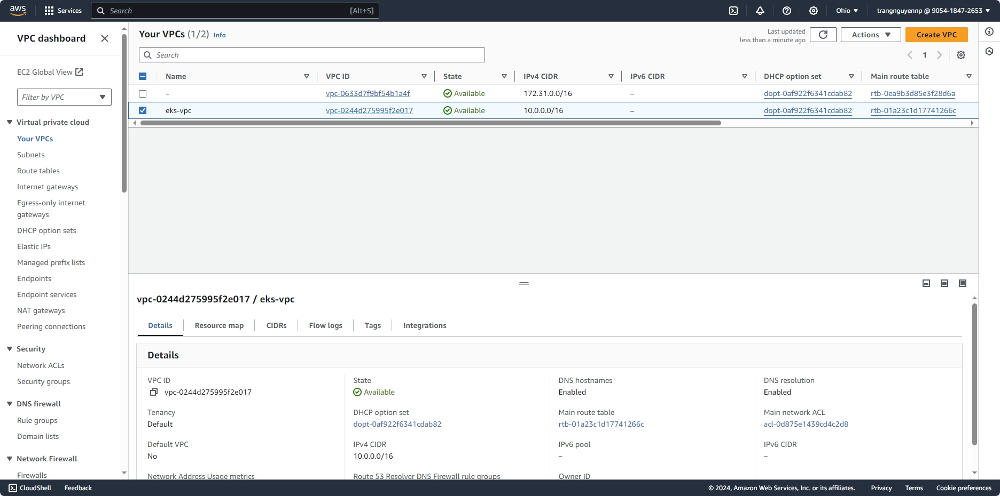 aws
Services
Search
[Alt+S]
Ohio ▼
trangnguyennp @ 9054-1847-2653 ▼
VPC dashboard
EC2 Global View
Filter by VPC
Virtual private cloud
Your VPCs
Subnets
Route tables
Internet gateways
Egress-only internet
gateways
DHCP option sets
Elastic IPs
Managed prefix lists
Endpoints
Endpoint services
NAT gateways
Peering connections
Security
Network ACLs
Security groups
DNS firewall
Rule groups
Domain lists
Network Firewall
Firewalls
Your VPCs (1/2) Info
Last updated
less than a minute ago
Actions
Create VPC
Search
1
Name VPC ID State IPv4 CIDR IPv6 CIDR DHCP option set Main route table
– vpc-0633d7f9bf54b1a4f Available 172.31.0.0/16 – dopt-0af922f6341cdab82 rtb-0ea9b3d85e3f28d6a
eks-vpc vpc-0244d275995f2e017 Available 10.0.0.0/16 – dopt-0af922f6341cdab82 rtb-01a23c1d17741266c
vpc-0244d275995f2e017 / eks-vpc
Details Resource map CIDRs Flow logs Tags Integrations
Details
VPC ID
vpc-0244d275995f2e017
State
Available
DNS hostnames
Enabled
DNS resolution
Enabled
Tenancy
Default
DHCP option set
dopt-0af922f6341cdab82
Main route table
rtb-01a23c1d17741266c
Main network ACL
acl-0d875e1439cd4c2d8
Default VPC
No
IPv4 CIDR
10.0.0.0/16
IPv6 pool
–
IPv6 CIDR
–
Network Address Usage metrics
Route 53 Resolver DNS Firewall rule groups
Owner ID
CloudShell
Feedback
© 2024, Amazon Web Services, Inc. or its affiliates.
Privacy
Terms
Cookie preferences